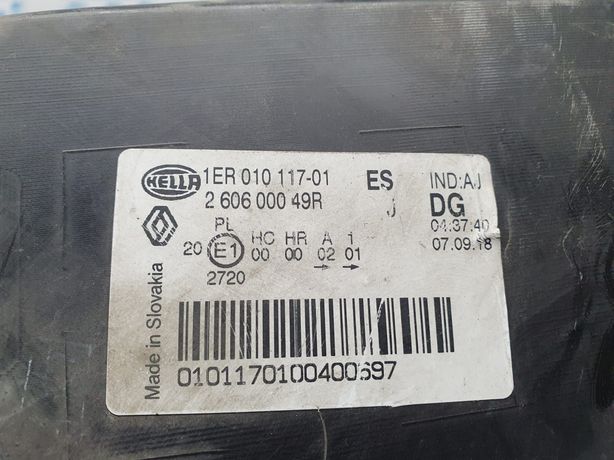 HELLA 1ER 010 117-01 ES IND:AJ
2 606 000 49R J DG
PL 04:37:40
20 E1 HC HR A 1 07.09.18
00 00 02 01
2720
Made in Slovakia
0101170100400697